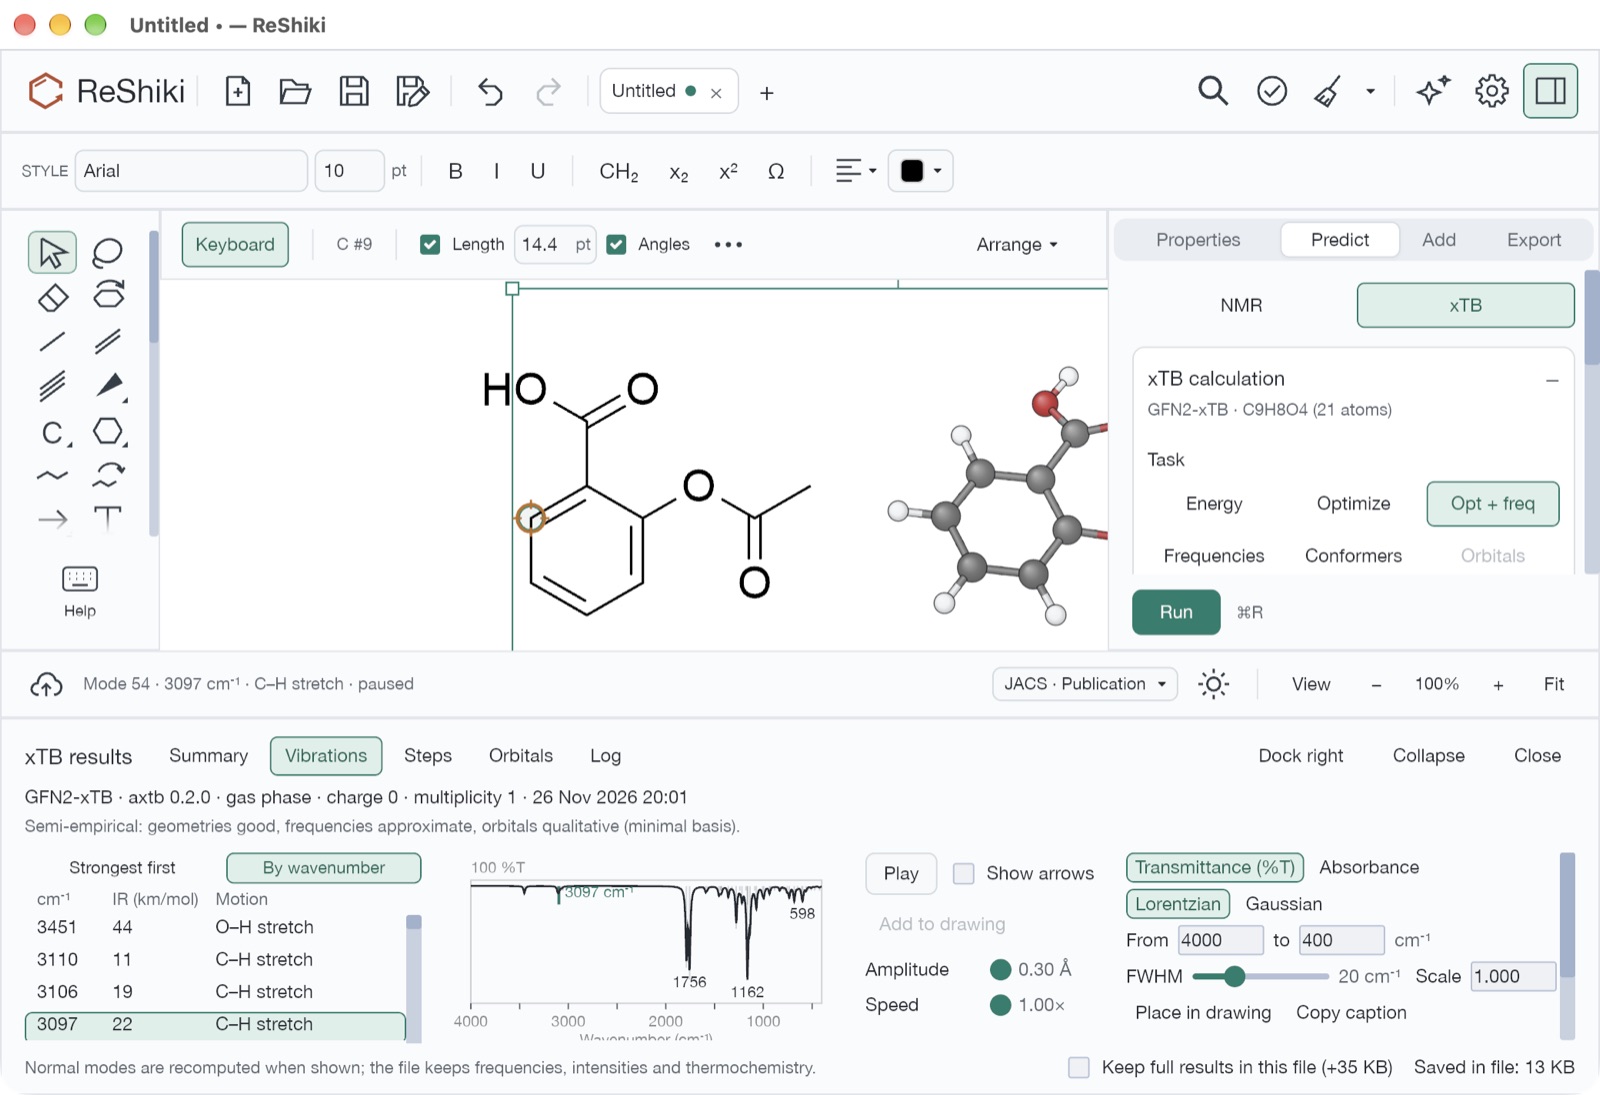 Untitled • — ReShiki
ReShiki
Untitled • ×
+
STYLE Arial 10 pt B I U CH₂ x₂ x² Ω
Keyboard C #9 Length 14.4 pt Angles ••• Arrange
Properties Predict Add Export
NMR xTB
xTB calculation –
GFN2-xTB · C9H8O4 (21 atoms)
Task
Energy Optimize Opt + freq
Frequencies Conformers Orbitals
Run ⌘R
C
T
Help
HO O
O
O
Mode 54 · 3097 cm⁻¹ · C–H stretch · paused
JACS · Publication View – 100% + Fit
xTB results Summary Vibrations Steps Orbitals Log Dock right Collapse Close
GFN2-xTB · axtb 0.2.0 · gas phase · charge 0 · multiplicity 1 · 26 Nov 2026 20:01
Semi-empirical: geometries good, frequencies approximate, orbitals qualitative (minimal basis).
Strongest first By wavenumber
cm⁻¹ IR (km/mol) Motion
3451 44 O–H stretch
3110 11 C–H stretch
3106 19 C–H stretch
3097 22 C–H stretch
100 %T
3097 cm⁻¹
598
1756
1162
4000 3000 2000 1000
Wavenumber (cm⁻¹)
Play Show arrows
Add to drawing
Amplitude 0.30 Å
Speed 1.00×
Transmittance (%T) Absorbance
Lorentzian Gaussian
From 4000 to 400 cm⁻¹
FWHM 20 cm⁻¹ Scale 1.000
Place in drawing Copy caption
Normal modes are recomputed when shown; the file keeps frequencies, intensities and thermochemistry.
Keep full results in this file (+35 KB) Saved in file: 13 KB